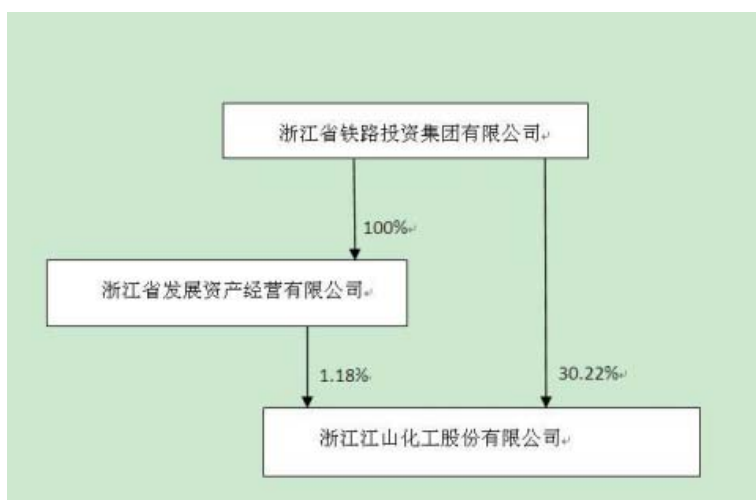 浙江省铁路投资集团有限公司
100%
浙江省发展资产经营有限公司
1.18%
30.22%
浙江江山化工股份有限公司